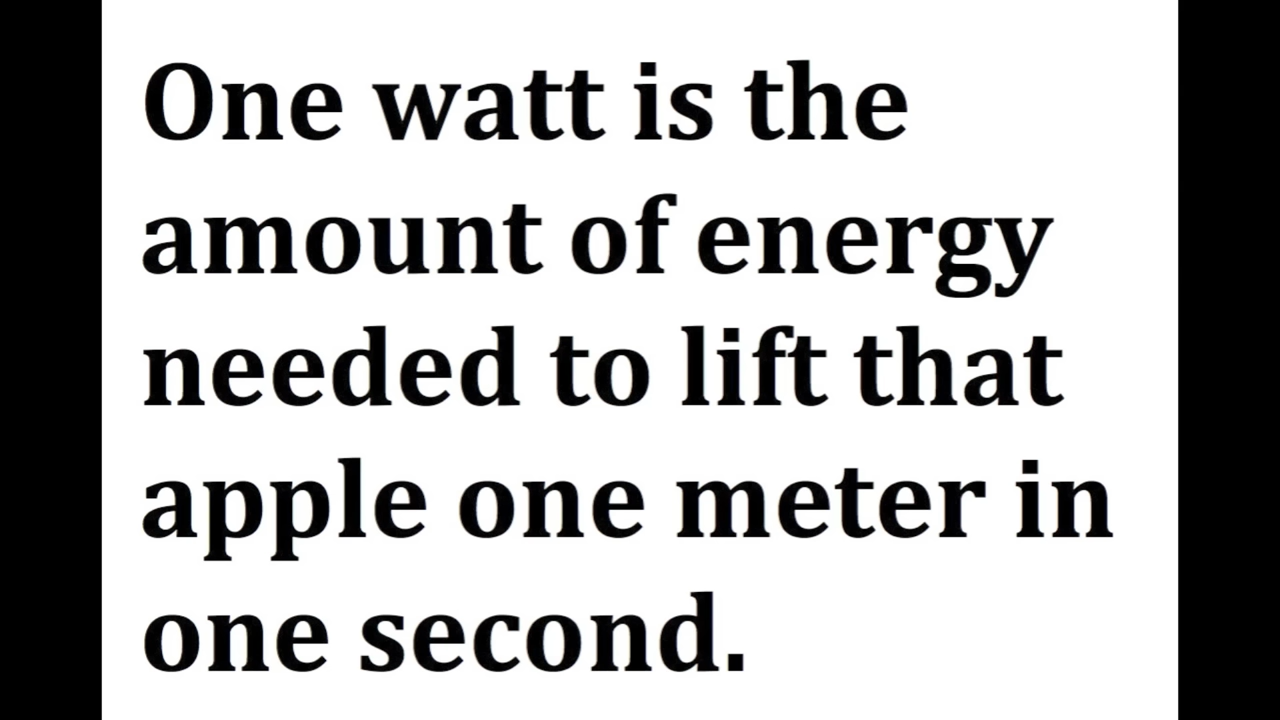 One watt is the
amount of energy
needed to lift that
apple one meter in
one second.